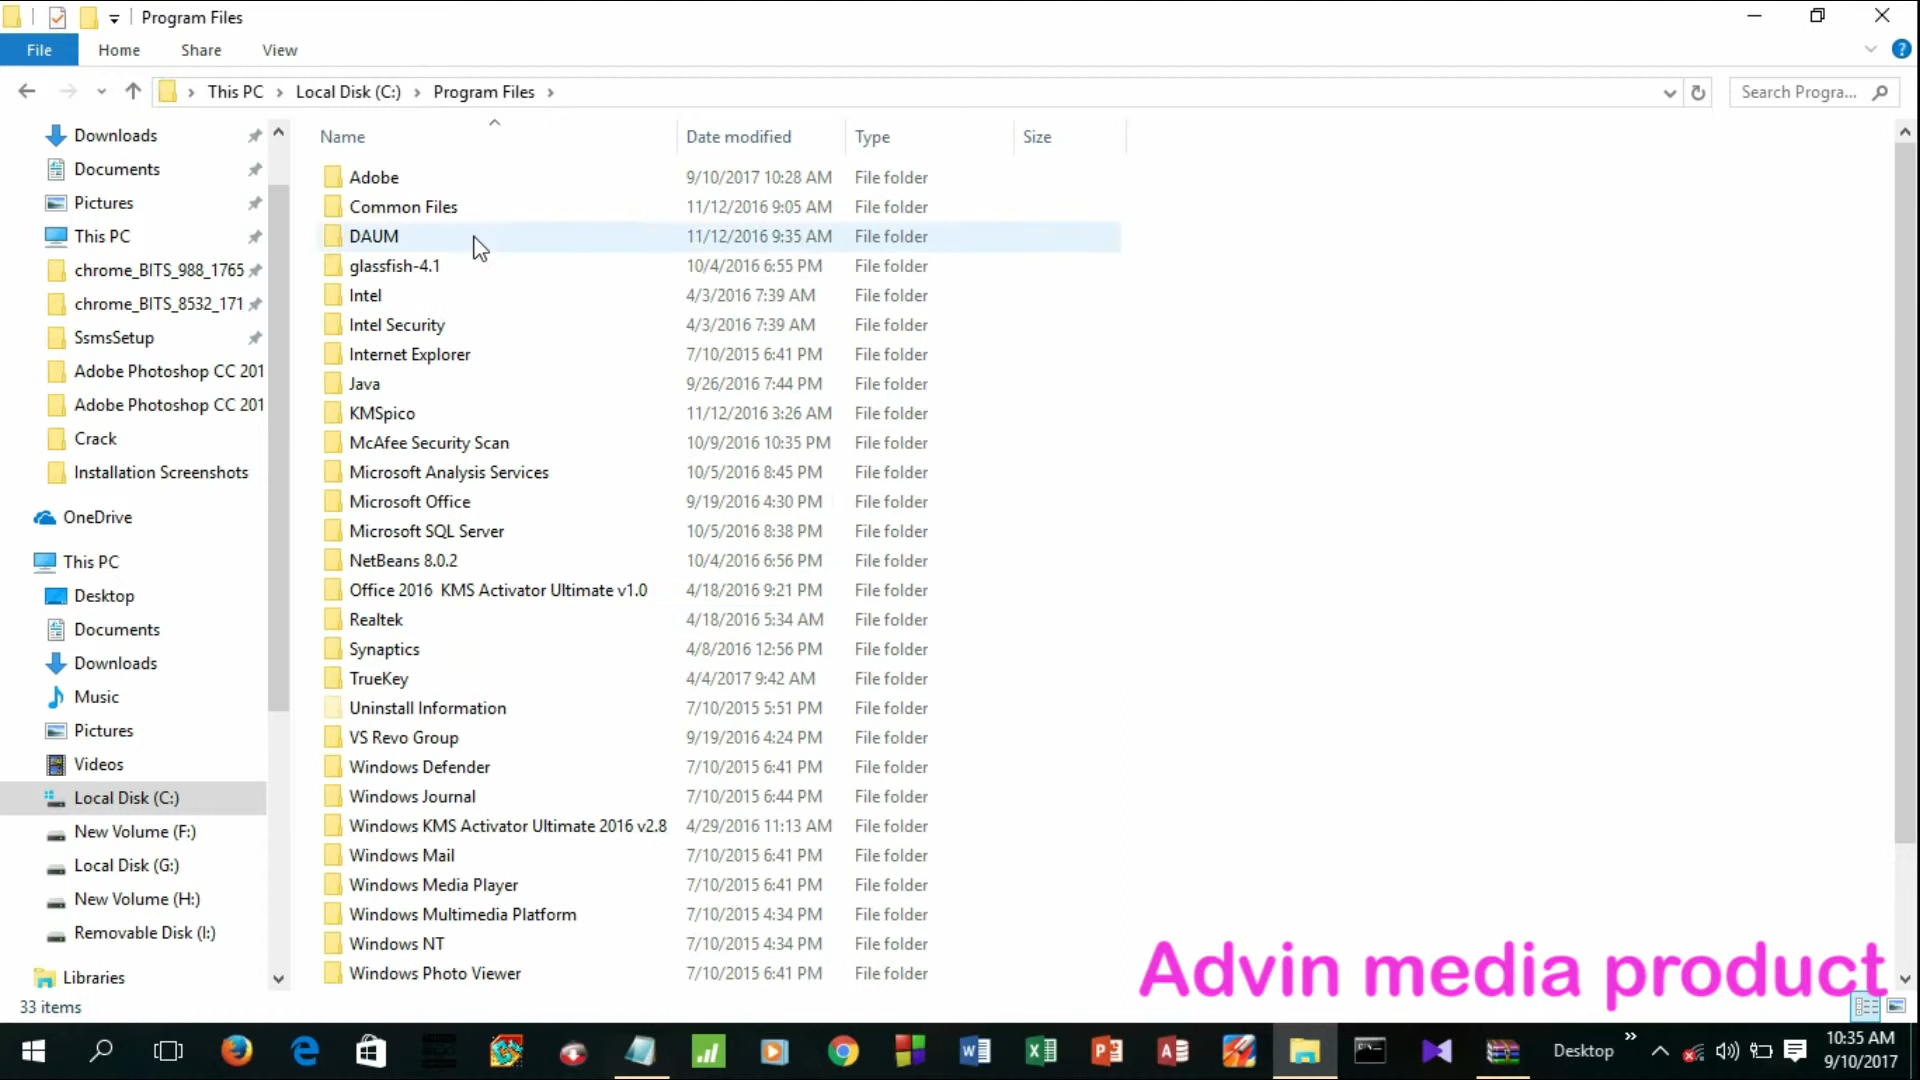 Program Files
File Home Share View
This PC Local Disk (C:) Program Files Search Progra...
Name Date modified Type Size
Downloads
Documents
Pictures
This PC
chrome_BITS_988_1765
chrome_BITS_8532_171
SsmsSetup
Adobe Photoshop CC 201
Adobe Photoshop CC 201
Crack
Installation Screenshots
OneDrive
This PC
Desktop
Documents
Downloads
Music
Pictures
Videos
Local Disk (C:)
New Volume (F:)
Local Disk (G:)
New Volume (H:)
Removable Disk (I:)
Libraries
Adobe 9/10/2017 10:28 AM File folder
Common Files 11/12/2016 9:05 AM File folder
DAUM 11/12/2016 9:35 AM File folder
glassfish-4.1 10/4/2016 6:55 PM File folder
Intel 4/3/2016 7:39 AM File folder
Intel Security 4/3/2016 7:39 AM File folder
Internet Explorer 7/10/2015 6:41 PM File folder
Java 9/26/2016 7:44 PM File folder
KMSpico 11/12/2016 3:26 AM File folder
McAfee Security Scan 10/9/2016 10:35 PM File folder
Microsoft Analysis Services 10/5/2016 8:45 PM File folder
Microsoft Office 9/19/2016 4:30 PM File folder
Microsoft SQL Server 10/5/2016 8:38 PM File folder
NetBeans 8.0.2 10/4/2016 6:56 PM File folder
Office 2016  KMS Activator Ultimate v1.0 4/18/2016 9:21 PM File folder
Realtek 4/18/2016 5:34 AM File folder
Synaptics 4/8/2016 12:56 PM File folder
TrueKey 4/4/2017 9:42 AM File folder
Uninstall Information 7/10/2015 5:51 PM File folder
VS Revo Group 9/19/2016 4:24 PM File folder
Windows Defender 7/10/2015 6:41 PM File folder
Windows Journal 7/10/2015 6:44 PM File folder
Windows KMS Activator Ultimate 2016 v2.8 4/29/2016 11:13 AM File folder
Windows Mail 7/10/2015 6:41 PM File folder
Windows Media Player 7/10/2015 6:41 PM File folder
Windows Multimedia Platform 7/10/2015 4:34 PM File folder
Windows NT 7/10/2015 4:34 PM File folder
Windows Photo Viewer 7/10/2015 6:41 PM File folder
Advin media product
33 items
Desktop
10:35 AM
9/10/2017